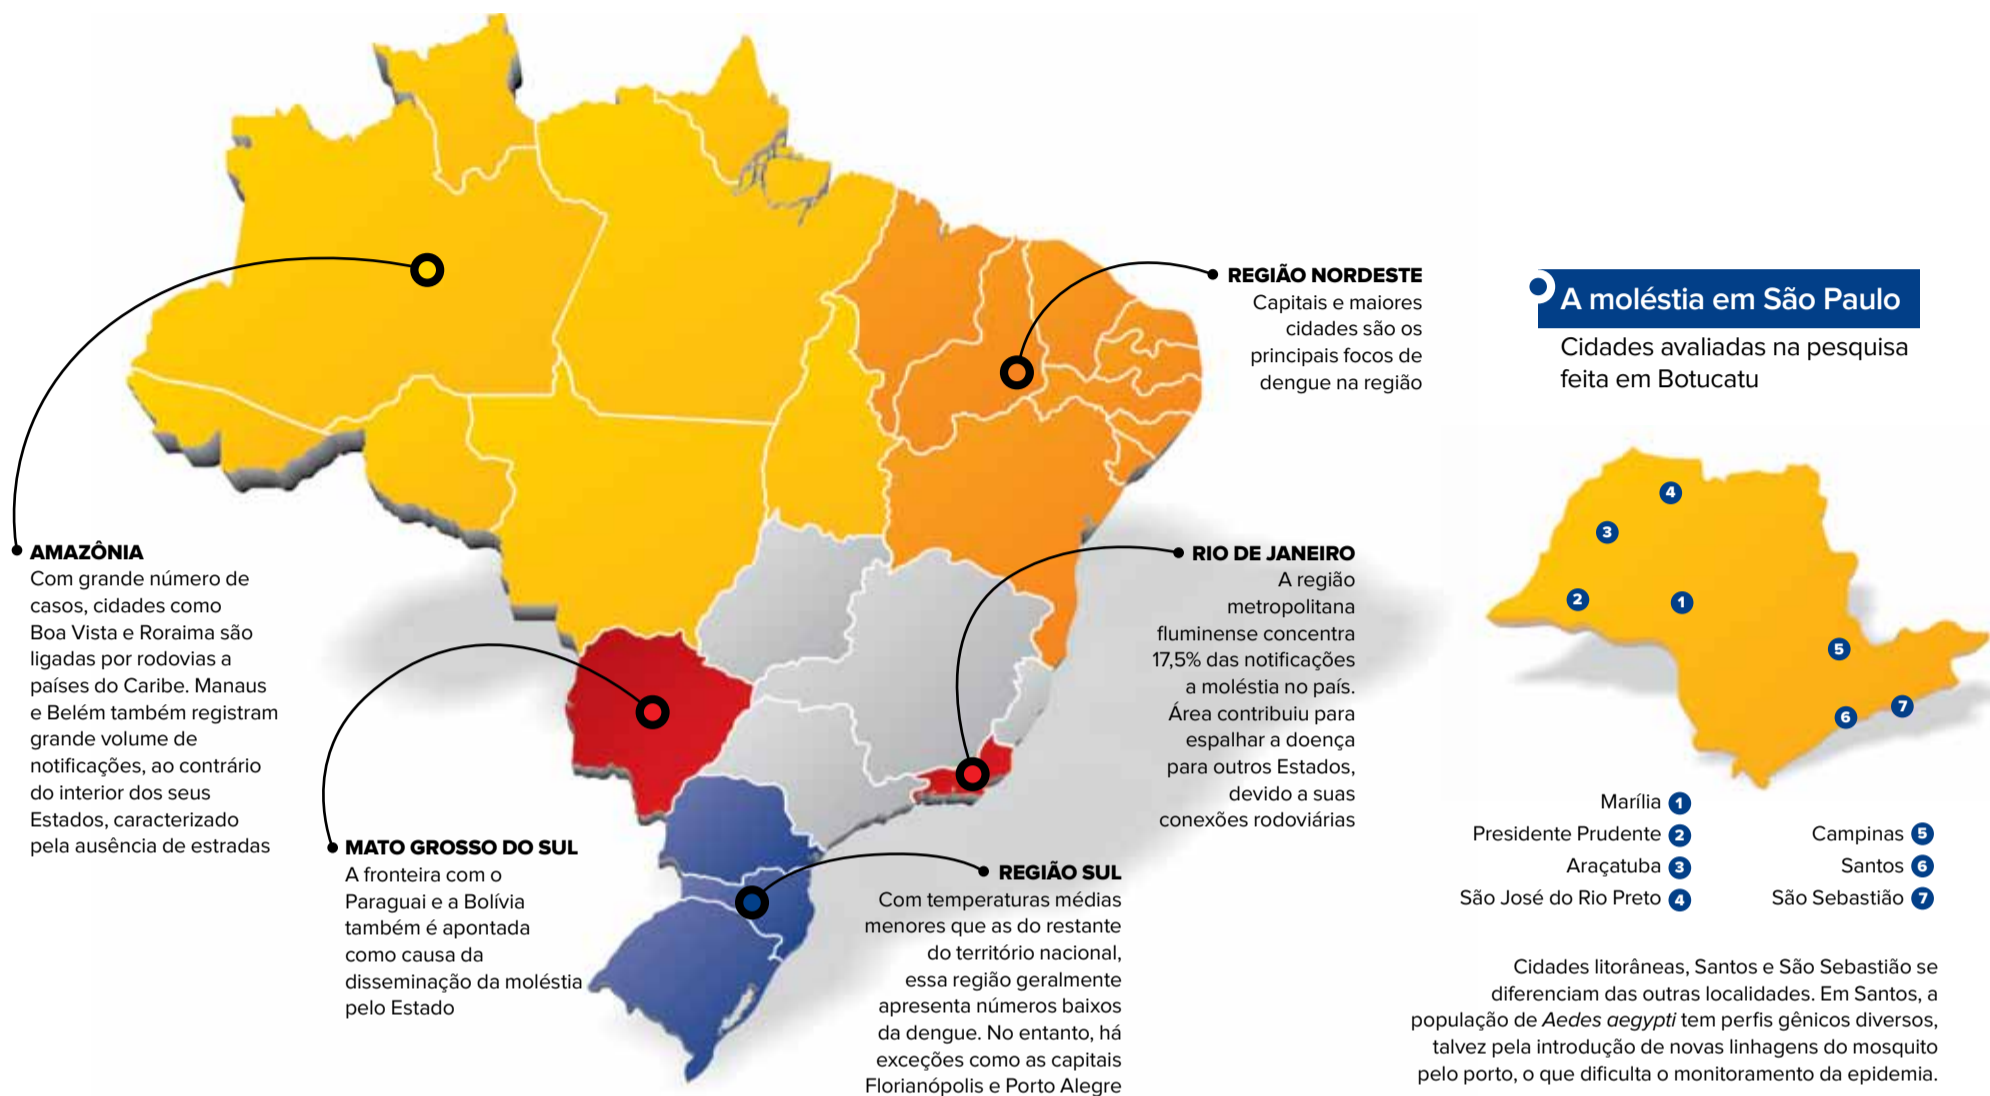 AMAZÔNIA
Com grande número de
casos, cidades como
Boa Vista e Roraima são
ligadas por rodovias a
países do Caribe. Manaus
e Belém também registram
grande volume de
notificações, ao contrário
do interior dos seus
Estados, caracterizado
pela ausência de estradas
MATO GROSSO DO SUL
A fronteira com o
Paraguai e a Bolívia
também é apontada
como causa da
disseminação da moléstia
pelo Estado
REGIÃO NORDESTE
Capitais e maiores
cidades são os
principais focos de
dengue na região
RIO DE JANEIRO
A região
metropolitana
fluminense concentra
17,5% das notificações
a moléstia no país.
Área contribuiu para
espalhar a doença
para outros Estados,
devido a suas
conexões rodoviárias
REGIÃO SUL
Com temperaturas médias
menores que as do restante
do território nacional,
essa região geralmente
apresenta números baixos
da dengue. No entanto, há
exceções como as capitais
Florianópolis e Porto Alegre
A moléstia em São Paulo
Cidades avaliadas na pesquisa
feita em Botucatu
4
3
2
1
5
6
7
Marília 1
Presidente Prudente 2
Araçatuba 3
São José do Rio Preto 4
Campinas 5
Santos 6
São Sebastião 7
Cidades litorâneas, Santos e São Sebastião se
diferenciam das outras localidades. Em Santos, a
população de Aedes aegypti tem perfis gênicos diversos,
talvez pela introdução de novas linhagens do mosquito
pelo porto, o que dificulta o monitoramento da epidemia.